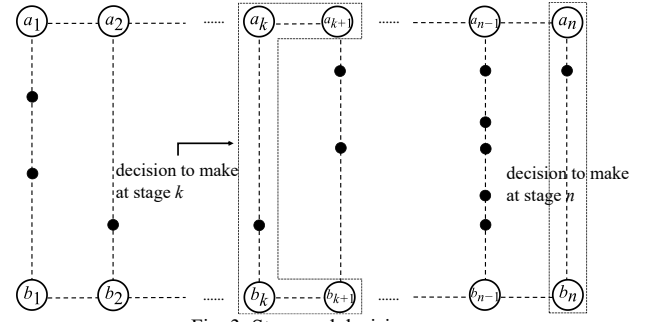 a1 a2 ...... ak ak+1 ...... an−1 an
decision to make
at stage k
decision to make
at stage n
b1 b2 ...... bk bk+1 ...... bn−1 bn